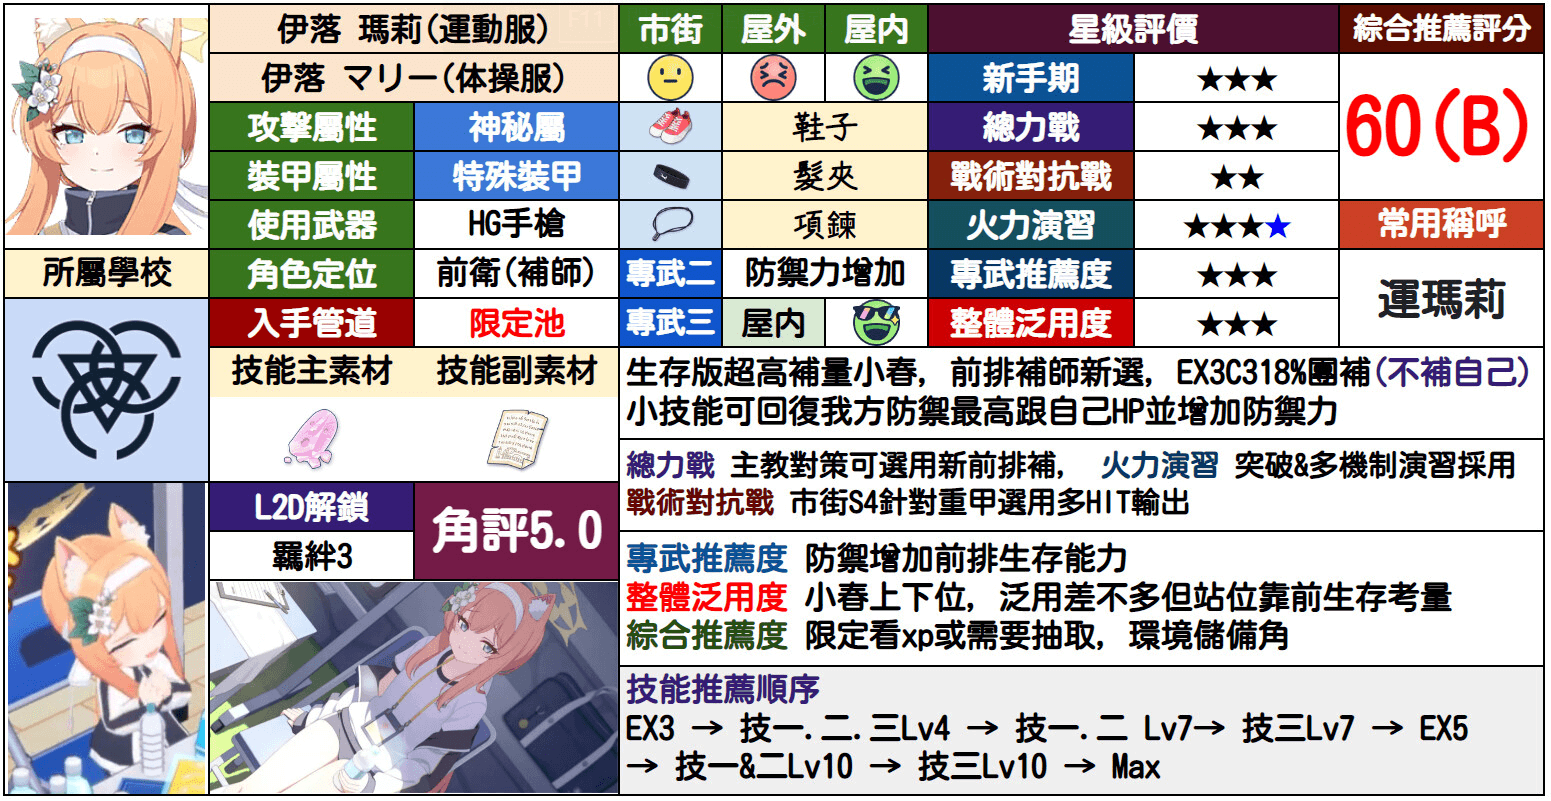 伊落 瑪莉(運動服)
市街
屋外
屋内
星級評價
綜合推薦評分
伊落 マリー(体操服)
新手期
★★★
60(B)
攻擊屬性
神秘屬
鞋子
總力戰
★★★
裝甲屬性
特殊裝甲
髮夾
戰術對抗戰
★★
使用武器
HG手槍
項鍊
火力演習
★★★★
常用稱呼
所屬學校
角色定位
前衛(補師)
專武二
防禦力增加
專武推薦度
★★★
運瑪莉
入手管道
限定池
專武三
屋内
整體泛用度
★★★
技能主素材
技能副素材
生存版超高補量小春, 前排補師新選, EX3C318%團補(不補自己)
小技能可回復我方防禦最高跟自己HP並增加防禦力
總力戰 主教對策可選用新前排補, 火力演習 突破&多機制演習採用
戰術對抗戰 市街S4針對重甲選用多HIT輸出
L2D解鎖
羈絆3
角評5.0
專武推薦度 防禦增加前排生存能力
整體泛用度 小春上下位, 泛用差不多但站位靠前生存考量
綜合推薦度 限定看xp或需要抽取, 環境儲備角
技能推薦順序
EX3 → 技一.二.三Lv4 → 技一.二 Lv7→ 技三Lv7 → EX5
→ 技一&二Lv10 → 技三Lv10 → Max